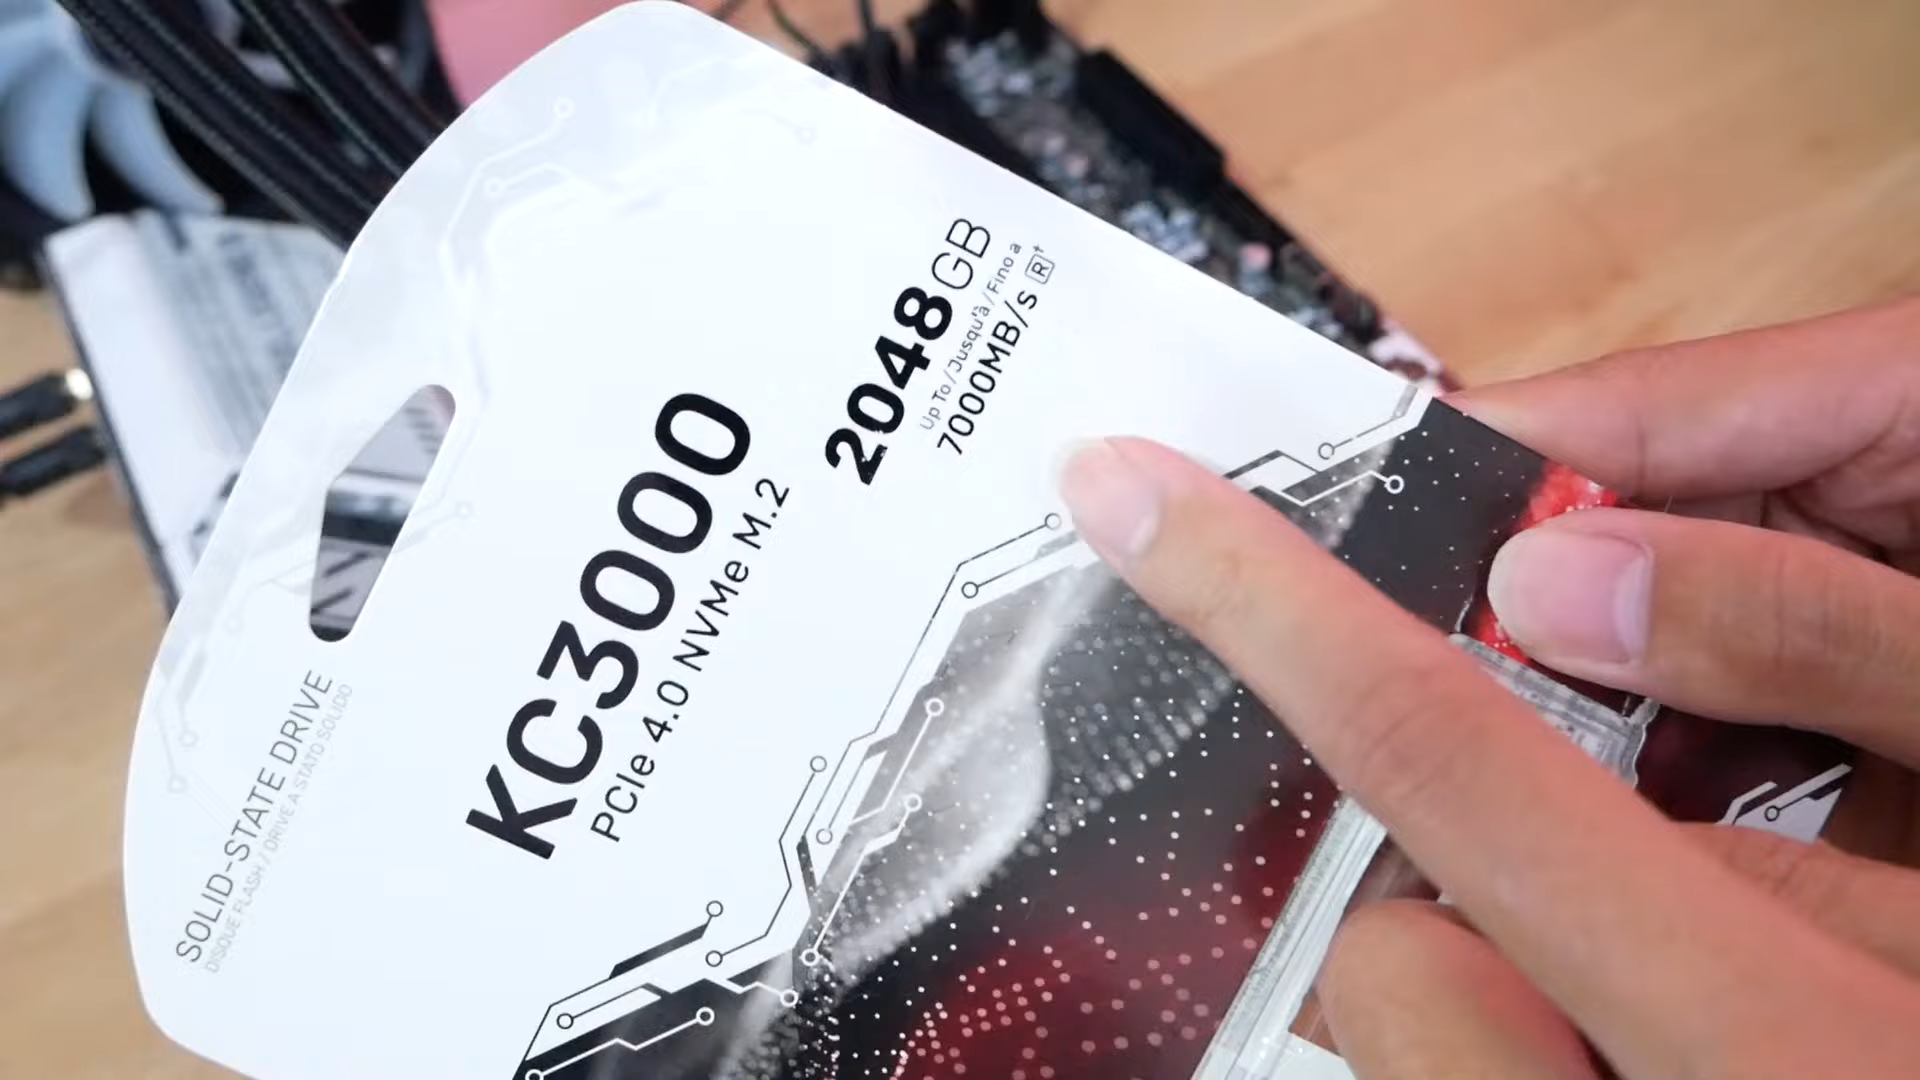 SOLID-STATE DRIVE
DISQUE FLASH / DRIVE A STATO SOLIDO
KC3000
PCIe 4.0 NVMe M.2
2048GB
Up To / Jusqu'à / Fino a
7000MB/s R†